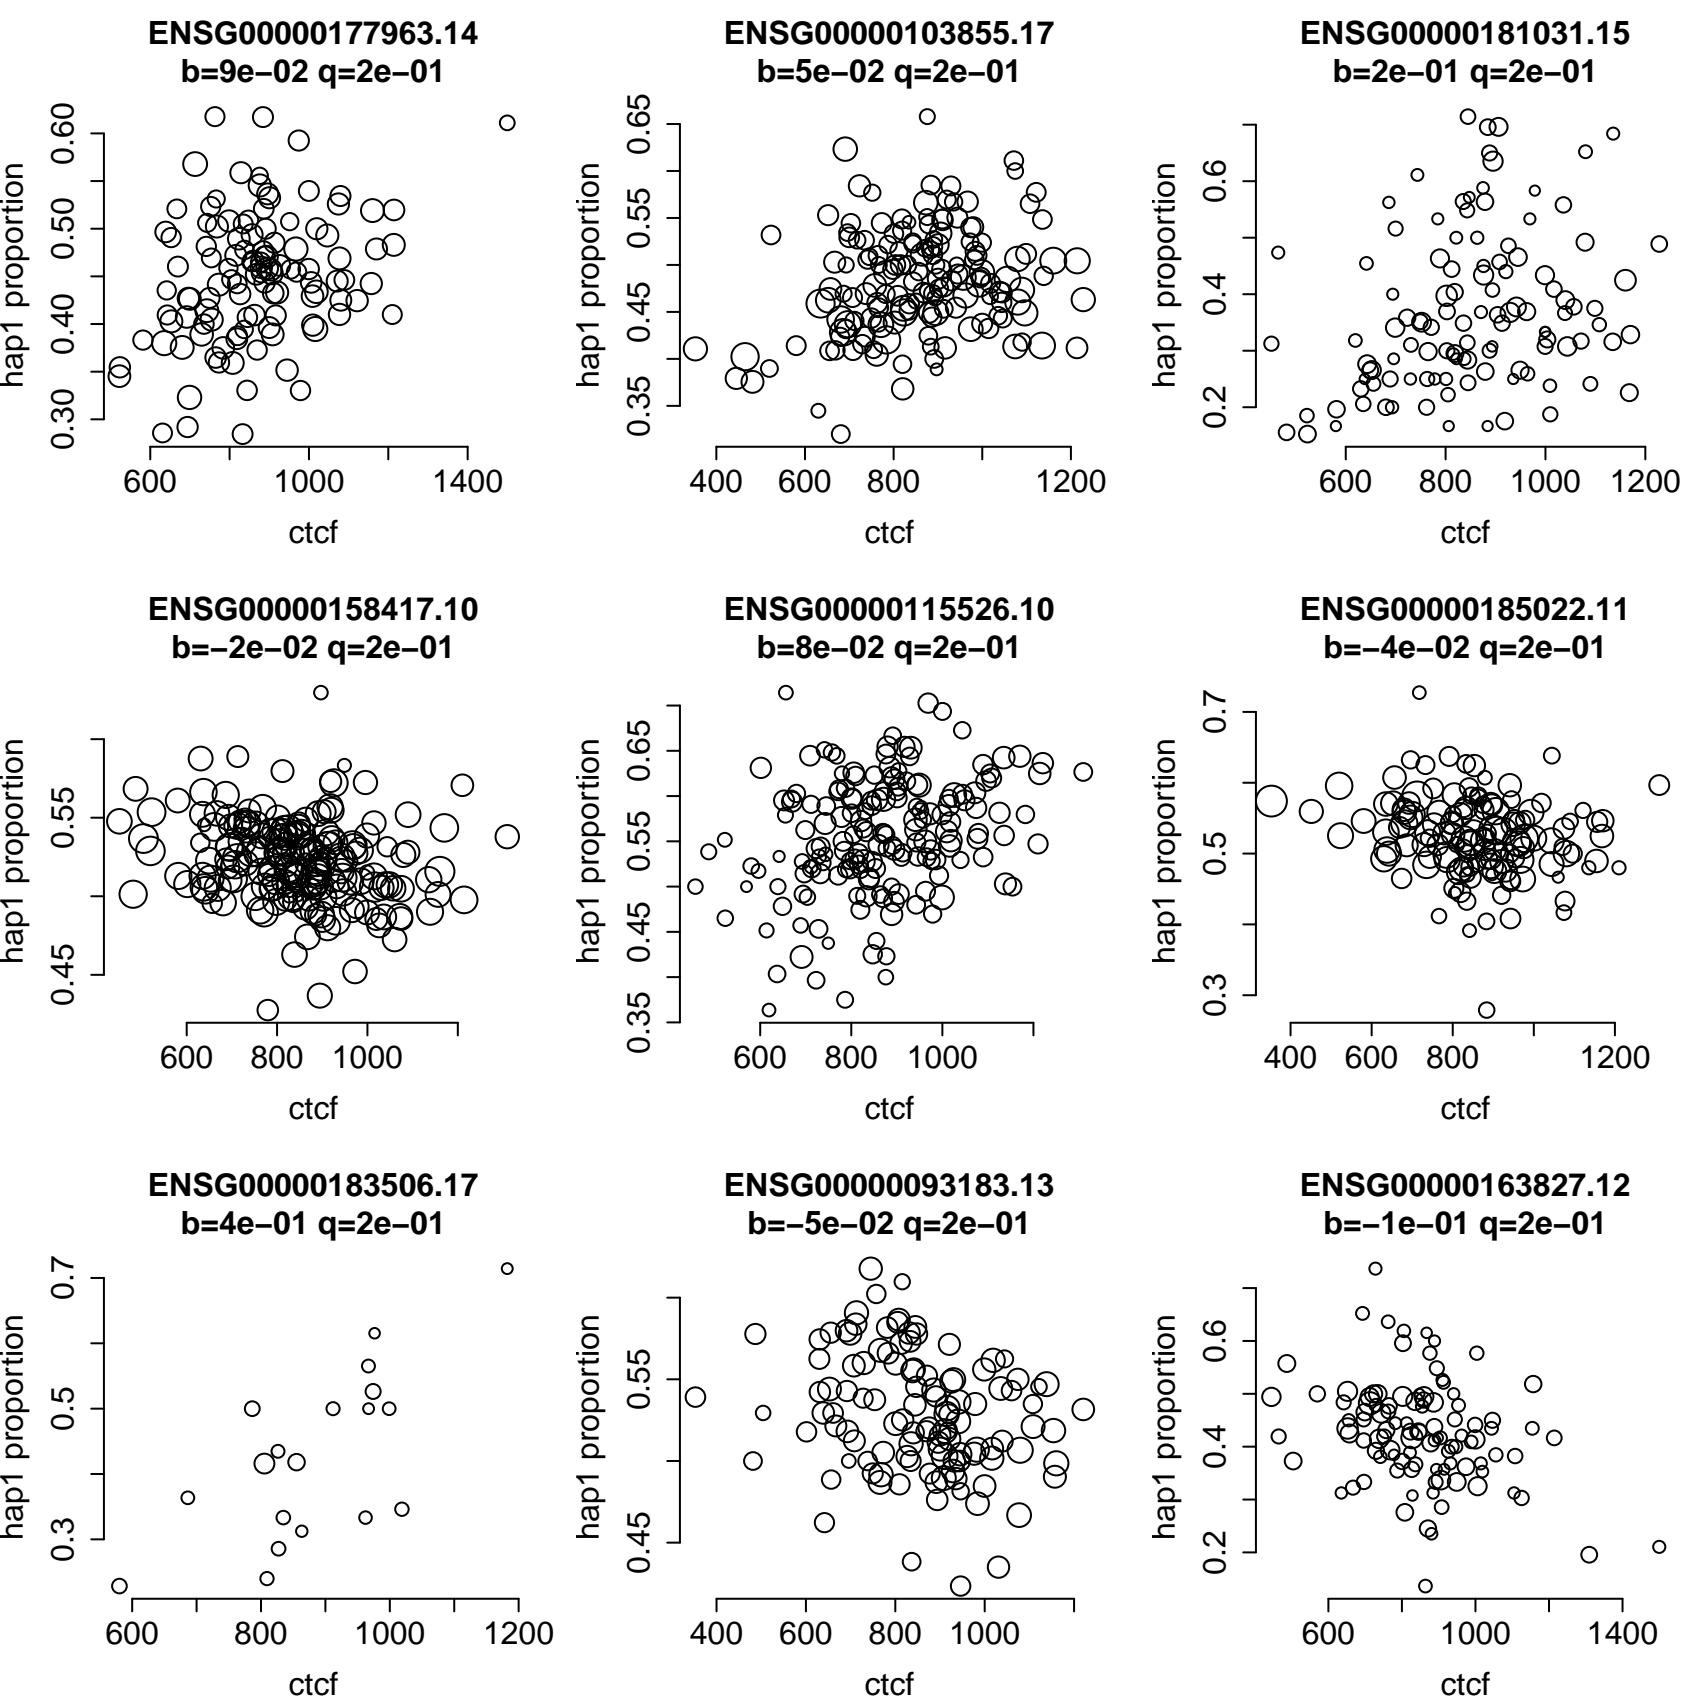 ENSG00000177963.14
b=9e−02 q=2e−01
hap1 proportion
0.30 0.40 0.50 0.60
600 1000 1400
ctcf
ENSG00000103855.17
b=5e−02 q=2e−01
hap1 proportion
0.35 0.45 0.55 0.65
400 600 800 1200
ctcf
ENSG00000181031.15
b=2e−01 q=2e−01
hap1 proportion
0.2 0.4 0.6
600 800 1000 1200
ctcf
ENSG00000158417.10
b=−2e−02 q=2e−01
hap1 proportion
0.45 0.55
600 800 1000
ctcf
ENSG00000115526.10
b=8e−02 q=2e−01
hap1 proportion
0.35 0.45 0.55 0.65
600 800 1000
ctcf
ENSG00000185022.11
b=−4e−02 q=2e−01
hap1 proportion
0.3 0.5 0.7
400 600 800 1200
ctcf
ENSG00000183506.17
b=4e−01 q=2e−01
hap1 proportion
0.3 0.5 0.7
600 800 1000 1200
ctcf
ENSG00000093183.13
b=−5e−02 q=2e−01
hap1 proportion
0.45 0.55
400 600 800 1000
ctcf
ENSG00000163827.12
b=−1e−01 q=2e−01
hap1 proportion
0.2 0.4 0.6
600 1000 1400
ctcf